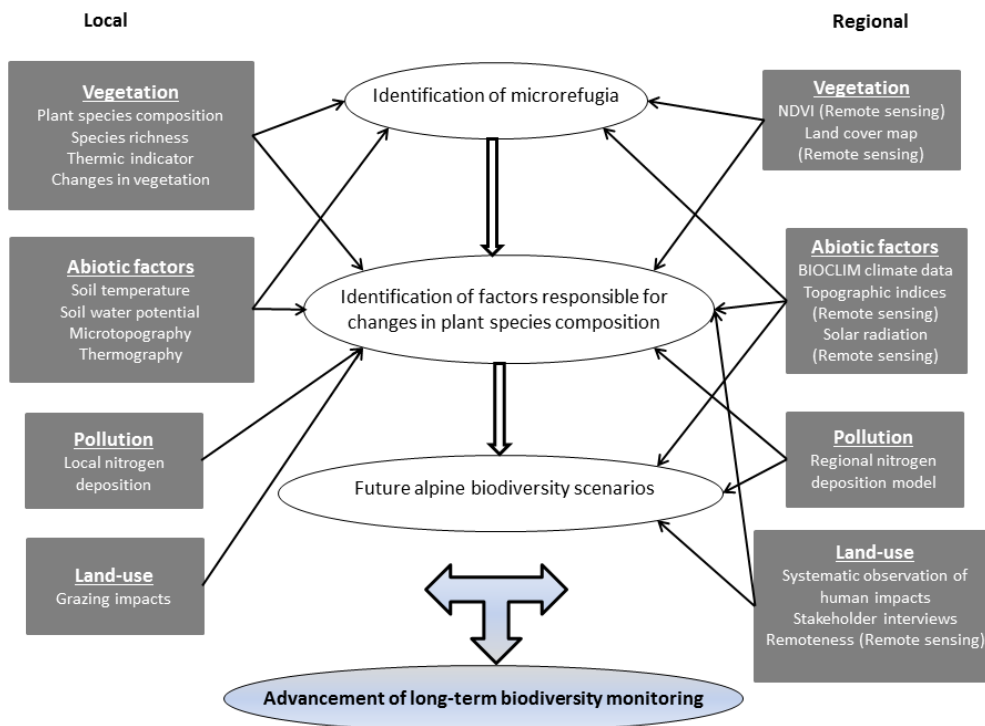 Local
Regional
Vegetation
Plant species composition
Species richness
Thermic indicator
Changes in vegetation
Abiotic factors
Soil temperature
Soil water potential
Microtopography
Thermography
Pollution
Local nitrogen
deposition
Land-use
Grazing impacts
Identification of microrefugia
Identification of factors responsible for
changes in plant species composition
Future alpine biodiversity scenarios
Advancement of long-term biodiversity monitoring
Vegetation
NDVI (Remote sensing)
Land cover map
(Remote sensing)
Abiotic factors
BIOCLIM climate data
Topographic indices
(Remote sensing)
Solar radiation
(Remote sensing)
Pollution
Regional nitrogen
deposition model
Land-use
Systematic observation of
human impacts
Stakeholder interviews
Remoteness (Remote sensing)